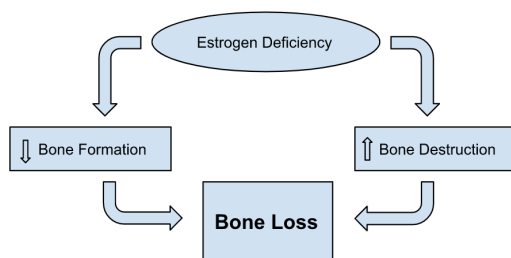 Estrogen Deficiency
Bone Formation
Bone Destruction
Bone Loss